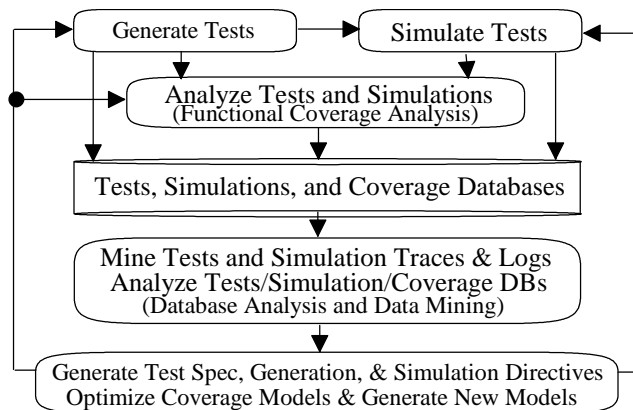 Generate Tests
Simulate Tests
Analyze Tests and Simulations
(Functional Coverage Analysis)
Tests, Simulations, and Coverage Databases
Mine Tests and Simulation Traces & Logs
Analyze Tests/Simulation/Coverage DBs
(Database Analysis and Data Mining)
Generate Test Spec, Generation, & Simulation Directives
Optimize Coverage Models & Generate New Models